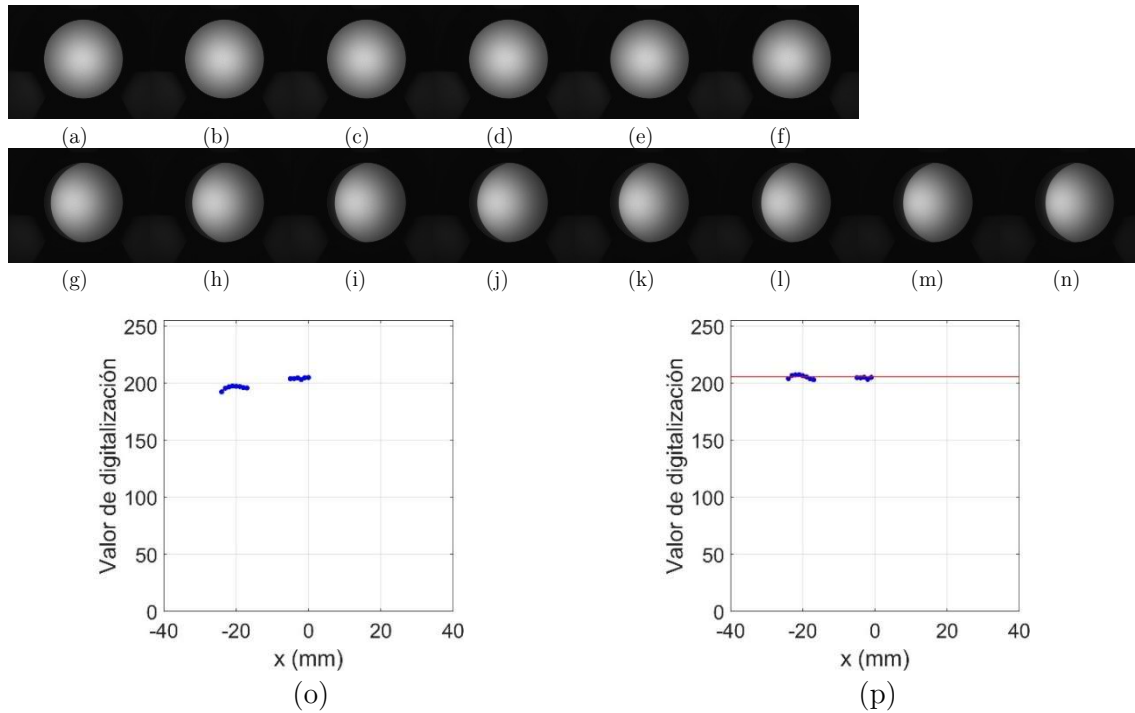 (a) (b) (c) (d) (e) (f)
(g) (h) (i) (j) (k) (l) (m) (n)
Valor de digitalización
250
200
150
100
50
0
-40 -20 0 20 40
x (mm)
(o)
Valor de digitalización
250
200
150
100
50
0
-40 -20 0 20 40
x (mm)
(p)